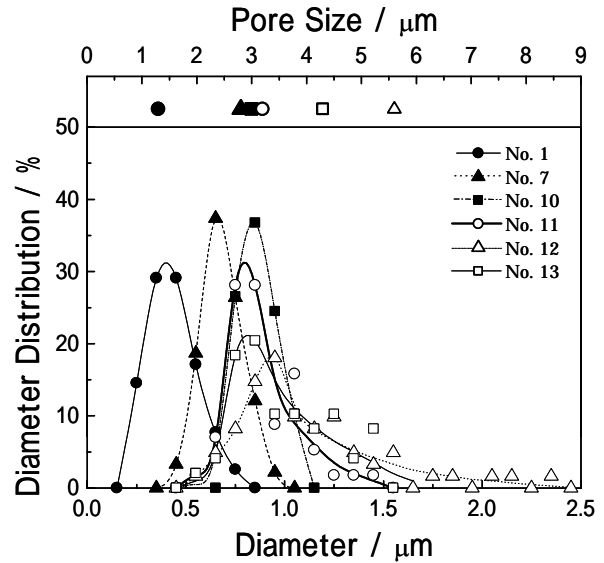 Pore Size / μm
0 1 2 3 4 5 6 7 8 9
50
40
30
20
10
0
Diameter Distribution / %
No. 1
No. 7
No. 10
No. 11
No. 12
No. 13
0.0 0.5 1.0 1.5 2.0 2.5
Diameter / μm